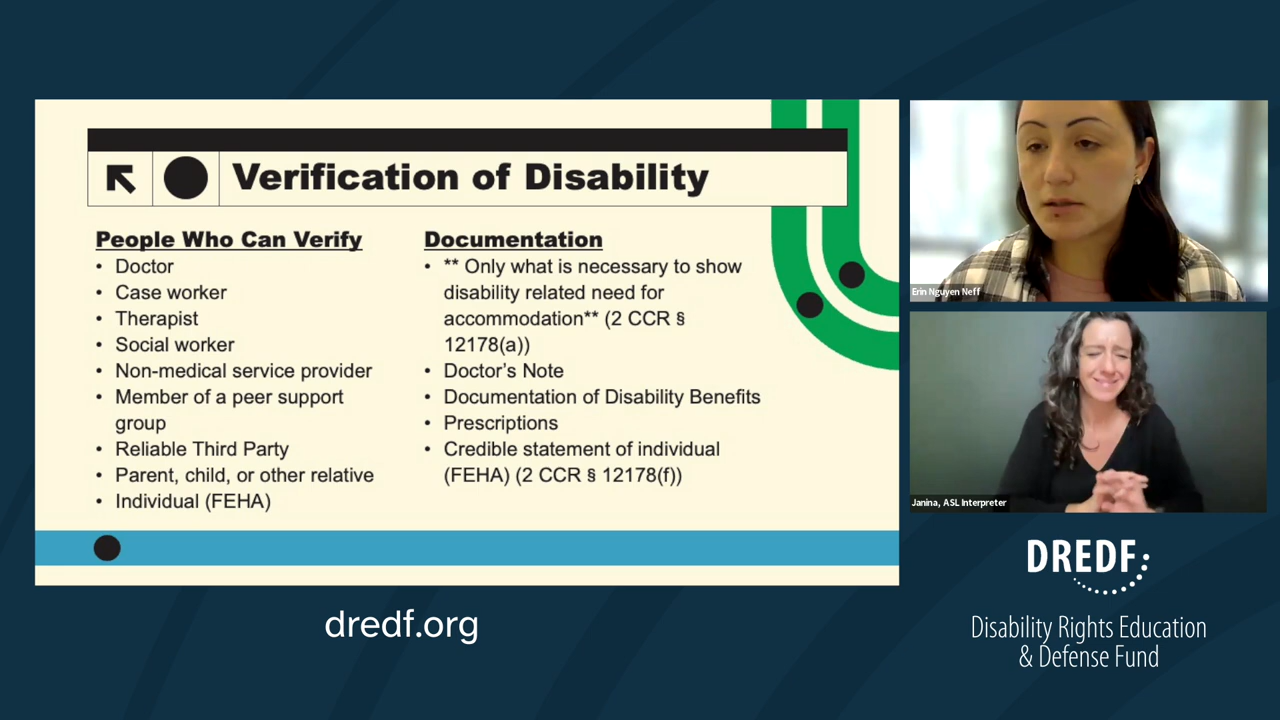 Verification of Disability
People Who Can Verify
• Doctor
• Case worker
• Therapist
• Social worker
• Non-medical service provider
• Member of a peer support
group
• Reliable Third Party
• Parent, child, or other relative
• Individual (FEHA)
Documentation
• ** Only what is necessary to show
disability related need for
accommodation** (2 CCR §
12178(a))
• Doctor’s Note
• Documentation of Disability Benefits
• Prescriptions
• Credible statement of individual
(FEHA) (2 CCR § 12178(f))
Erin Nguyen Neff
Janina, ASL Interpreter
dredf.org
DREDF
Disability Rights Education
& Defense Fund